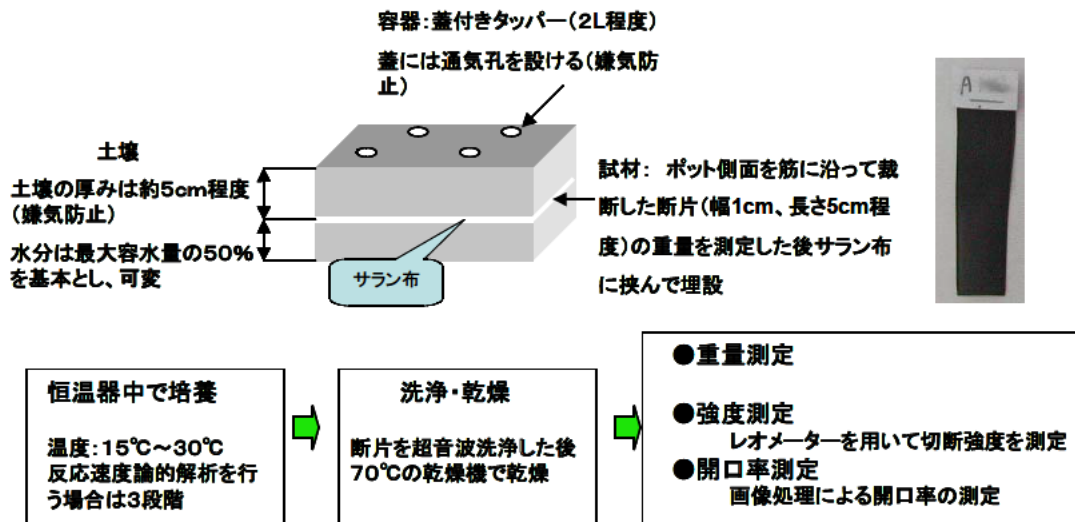 容器:蓋付きタッパー(2L程度)
蓋には通気孔を設ける(嫌気防
止)
土壌
土壌の厚みは約5cm程度
(嫌気防止)
水分は最大容水量の50%
を基本とし、可変
サラン布
試材: ポット側面を筋に沿って裁
断した断片(幅1cm、長さ5cm程
度)の重量を測定した後サラン布
に挟んで埋設
A
恒温器中で培養
温度:15℃~30℃
反応速度論的解析を行
う場合は3段階
洗浄・乾燥
断片を超音波洗浄した後
70℃の乾燥機で乾燥
●重量測定
●強度測定
レオメーターを用いて切断強度を測定
●開口率測定
画像処理による開口率の測定